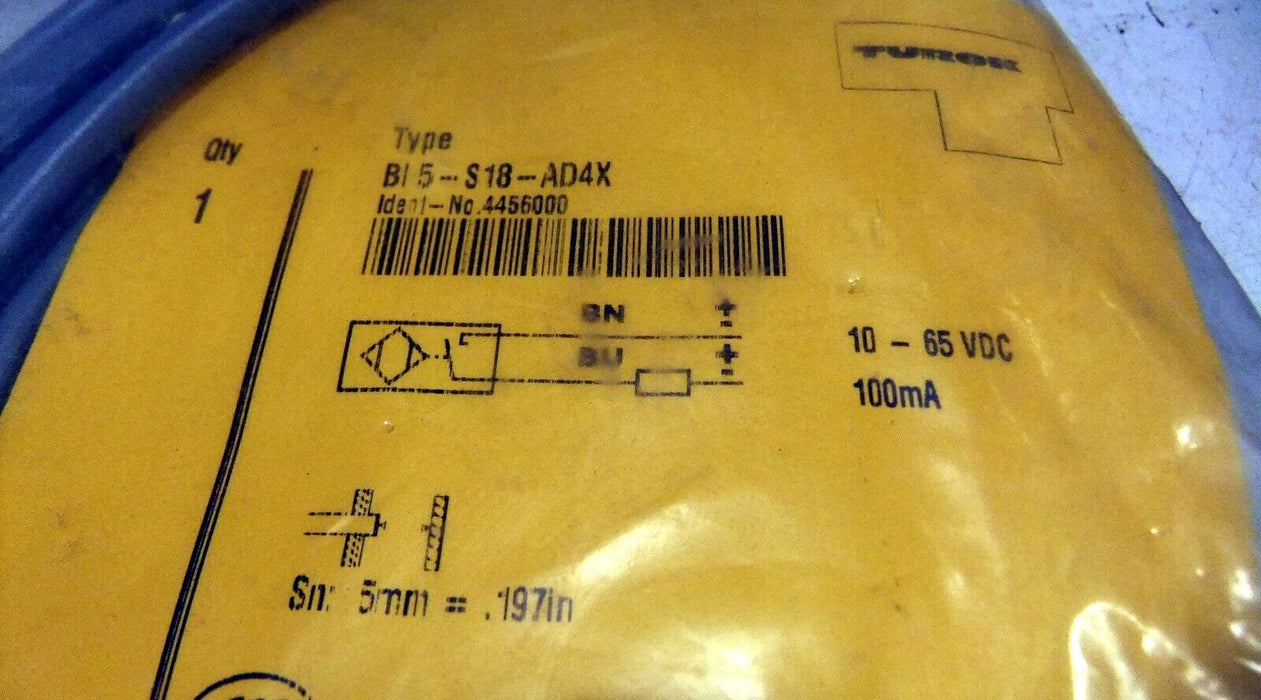 TURCK
Qty
Type
1
BI 5-S18-AD4X
Ident-No.4456000
BN ±
BU ±
10 - 65 VDC
100mA
Sn: 5mm = .197in